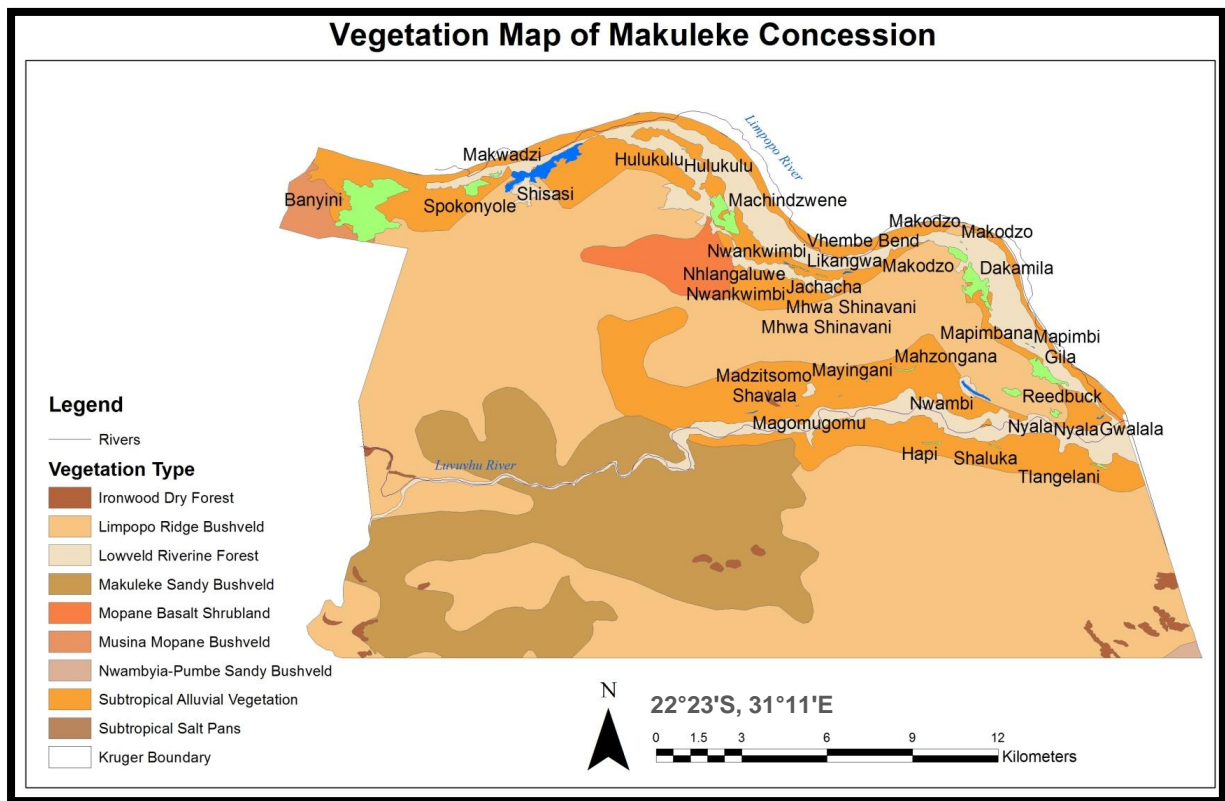 Vegetation Map of Makuleke Concession
Limpopo River
Makwadzi
Hulukulu
Hulukulu
Banyini
Shisasi
Spokonyole
Machindzwene
Makodzo
Makodzo
Vhembe Bend
Nwankwimbi
Likangwa
Makodzo
Dakamila
Nhlangaluwe
Nwankwimbi
Jachacha
Mhwa Shinavani
Mhwa Shinavani
Mapimbana
Mapimbi
Gila
Mahzongana
Mayingani
Madzitsomo
Shavala
Reedbuck
Nwambi
Magomugomu
Nyala
Nyala
Gwalala
Hapi
Shaluka
Tlangelani
Luvuvhu River
Legend
Rivers
Vegetation Type
Ironwood Dry Forest
Limpopo Ridge Bushveld
Lowveld Riverine Forest
Makuleke Sandy Bushveld
Mopane Basalt Shrubland
Musina Mopane Bushveld
Nwambyia-Pumbe Sandy Bushveld
Subtropical Alluvial Vegetation
Subtropical Salt Pans
Kruger Boundary
N
22°23'S, 31°11'E
0 1.5 3 6 9 12
Kilometers